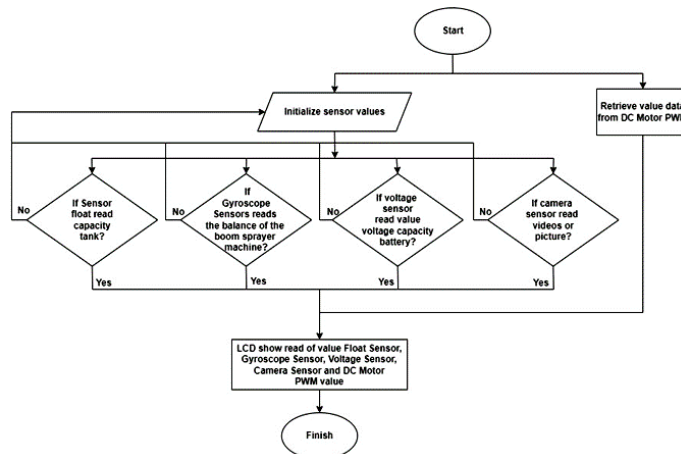 Start
Initialize sensor values
Retrieve value data
from DC Motor PWM
No
If Sensor
float read
capacity
tank?
No
If
Gyroscope
Sensors reads
the balance of the
boom sprayer
machine?
No
If voltage
sensor
read value
voltage capacity
battery?
No
If camera
sensor read
videos or
picture?
Yes
Yes
Yes
Yes
LCD show read of value Float Sensor,
Gyroscope Sensor, Voltage Sensor,
Camera Sensor and DC Motor
PWM value
Finish